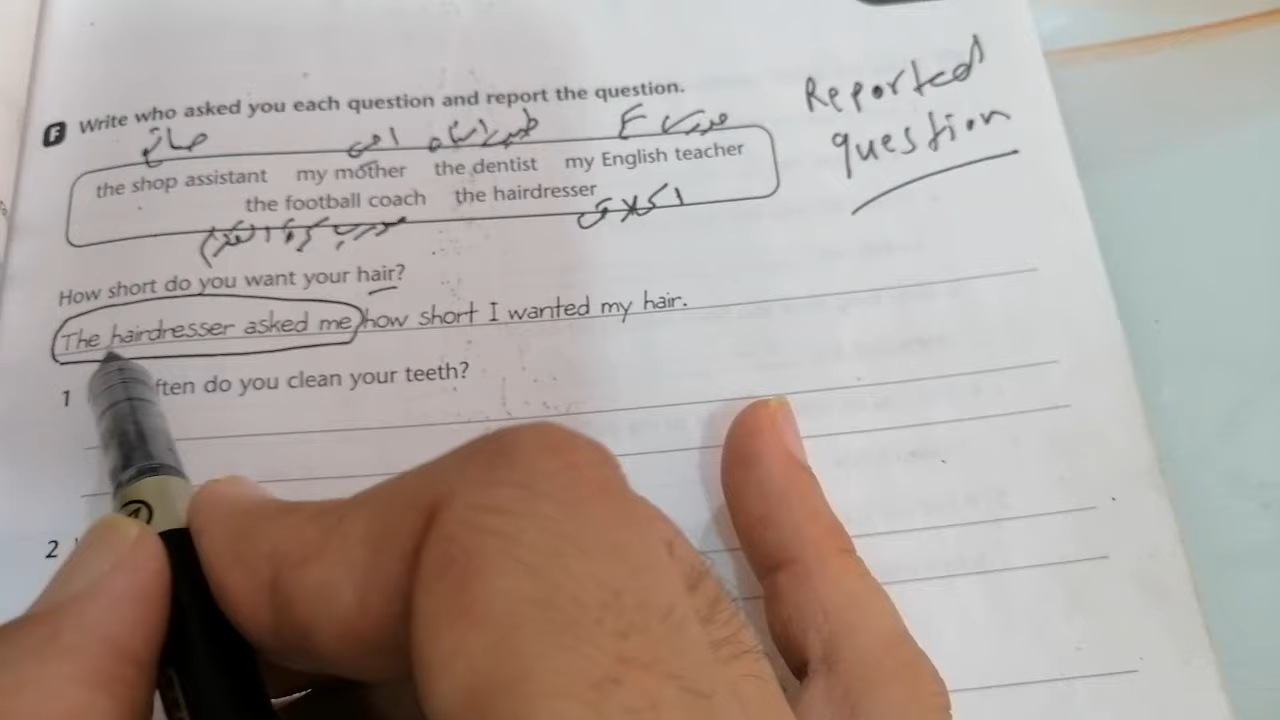 F Write who asked you each question and report the question.
Reported
question
امي
the shop assistant my mother the dentist my English teacher
the football coach the hairdresser
How short do you want your hair?
The hairdresser asked me how short I wanted my hair.
1 ften do you clean your teeth?
2